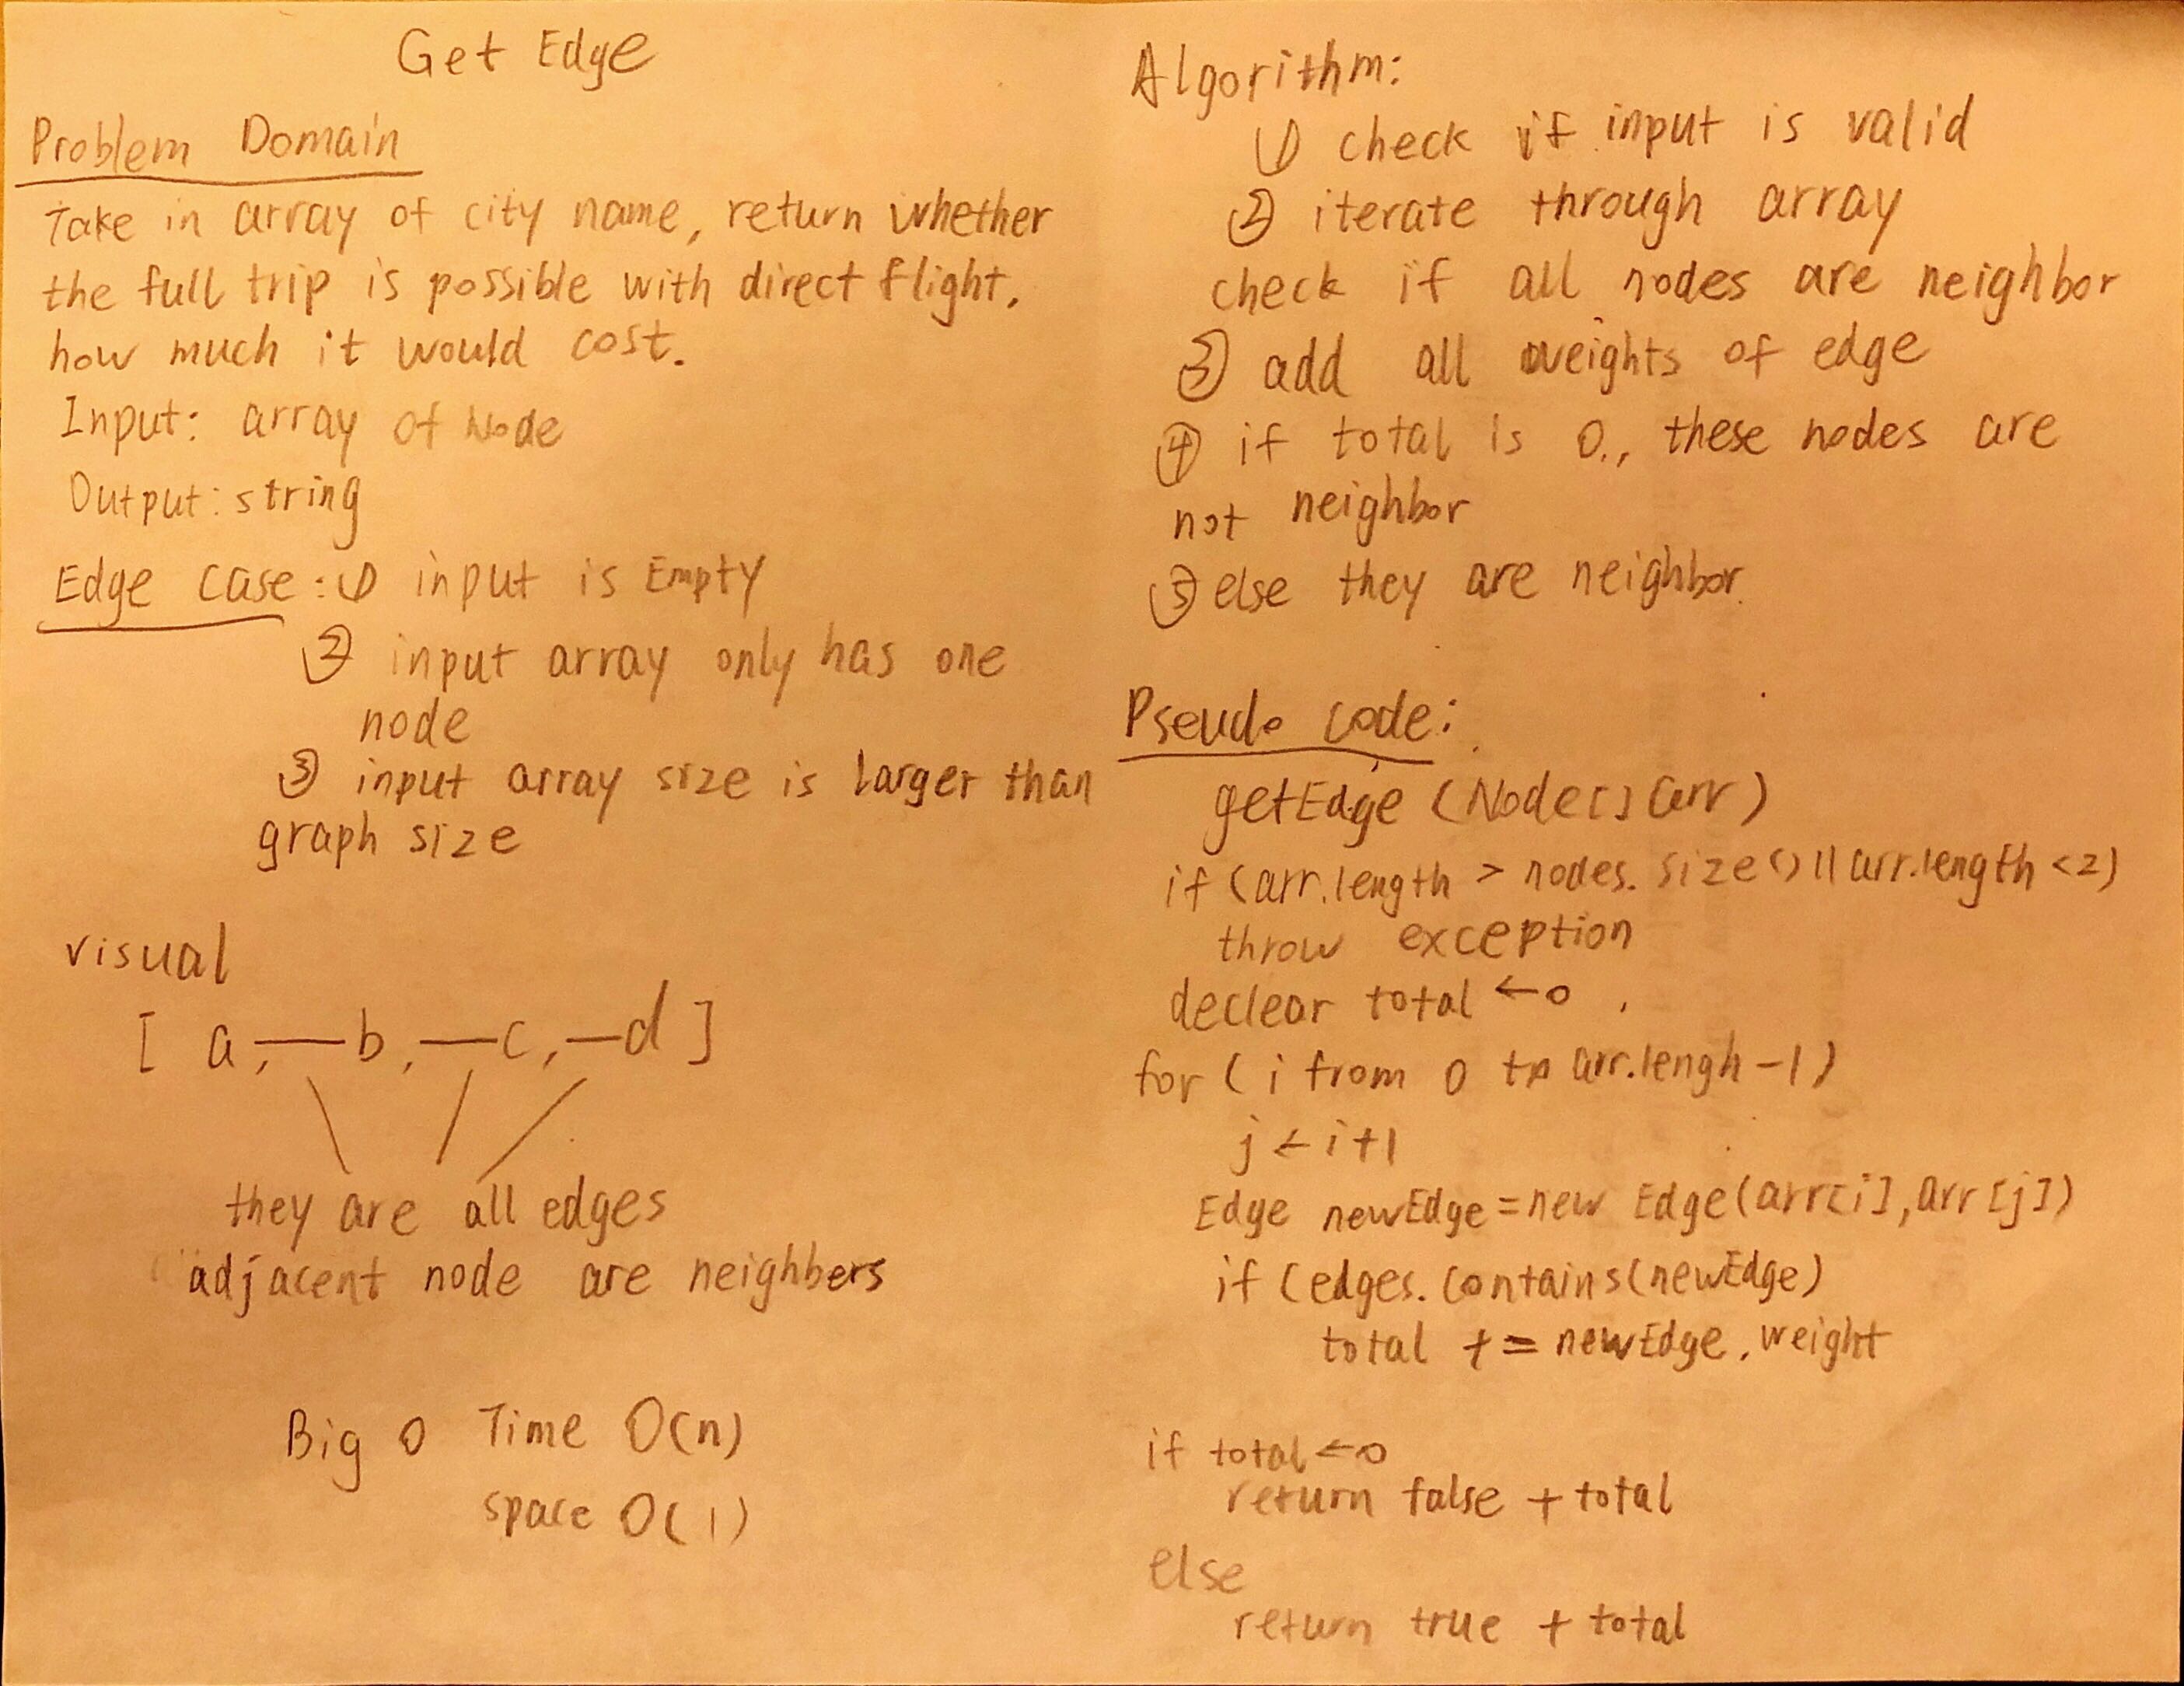 Get Edge
Problem Domain
Take in array of city name, return whether
the full trip is possible with direct flight.
how much it would cost.
Input: array of Node
Output: string
Edge case: ① input is Empty
② input array only has one
node
③ input array size is larger than
graph size
visual
[ a, — b, — c, — d ]
they are all edges
adjacent node are neighbers
Big O Time O(n)
space O(1)
Algorithm:
① check if input is valid
② iterate through array
check if all nodes are neighbor
③ add all weights of edge
④ if total is 0., these nodes are
not neighbor
⑤ else they are neighbor.
Pseudo code:
getEdge (Node[] arr)
if (arr.length > nodes.size() || arr.length <2)
throw exception
declear total ← 0
for ( i from 0 to arr.lengh -1)
j ← i+1
Edge newEdge = new Edge(arr[i], arr[j])
if (edges.contains(newEdge)
total += newEdge.weight
if total ← 0
return false + total
else
return true + total